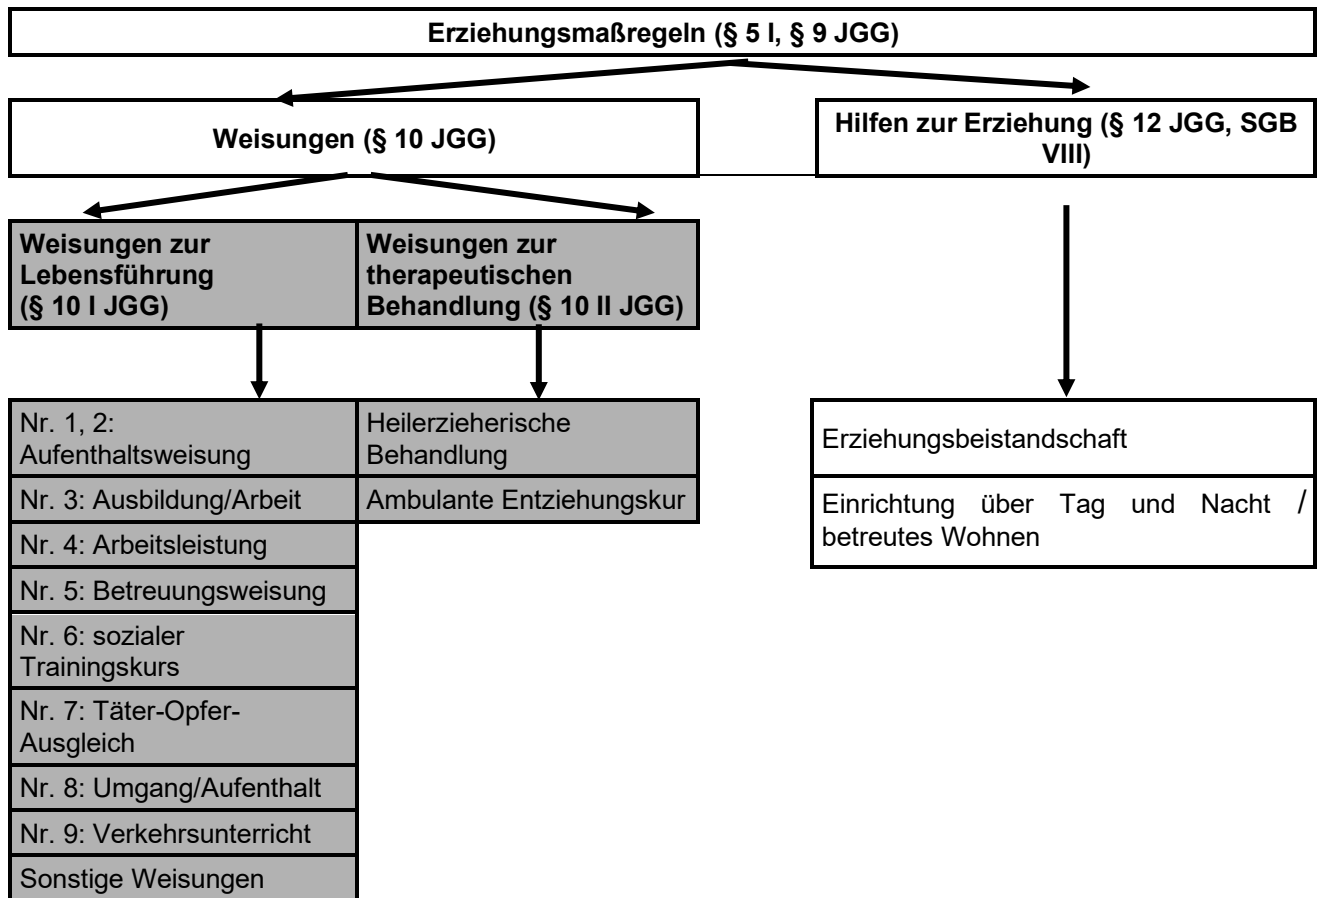 Erziehungsmaßregeln (§ 5 I, § 9 JGG)
Weisungen (§ 10 JGG)
Hilfen zur Erziehung (§ 12 JGG, SGB
VIII)
Weisungen zur
Lebensführung
(§ 10 I JGG)
Weisungen zur
therapeutischen
Behandlung (§ 10 II JGG)
Nr. 1, 2:
Aufenthaltsweisung
Nr. 3: Ausbildung/Arbeit
Nr. 4: Arbeitsleistung
Nr. 5: Betreuungsweisung
Nr. 6: sozialer
Trainingskurs
Nr. 7: Täter-Opfer-
Ausgleich
Nr. 8: Umgang/Aufenthalt
Nr. 9: Verkehrsunterricht
Sonstige Weisungen
Heilerzieherische
Behandlung
Ambulante Entziehungskur
Erziehungsbeistandschaft
Einrichtung über Tag und Nacht /
betreutes Wohnen